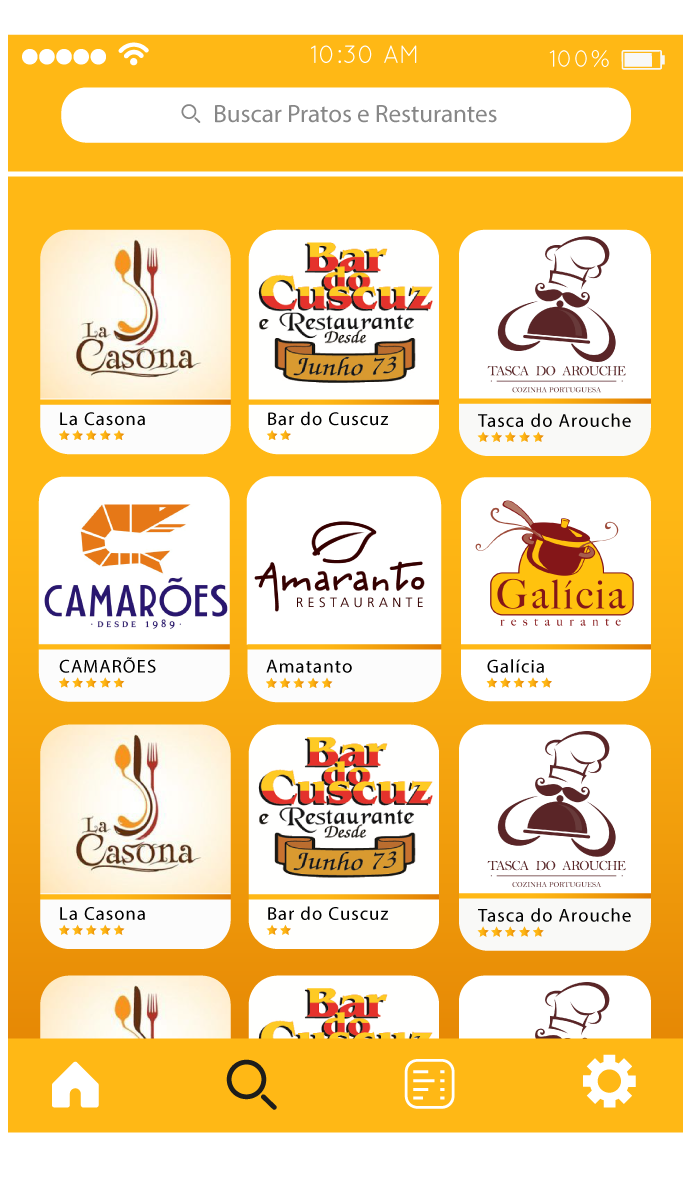 10:30 AM
100%
Buscar Pratos e Resturantes
La
Casona
Bar
do
Cuscuz
e Restaurante
Desde
Junho 73
TASCA DO AROUCHE
COZINHA PORTUGUESA
La Casona
Bar do Cuscuz
Tasca do Arouche
CAMARÕES
· DESDE 1989 ·
Amaranto
RESTAURANTE
Galícia
restaurante
CAMARÕES
Amatanto
Galícia
La
Casona
Bar
do
Cuscuz
e Restaurante
Desde
Junho 73
TASCA DO AROUCHE
COZINHA PORTUGUESA
La Casona
Bar do Cuscuz
Tasca do Arouche
Bar
do
Cuscuz